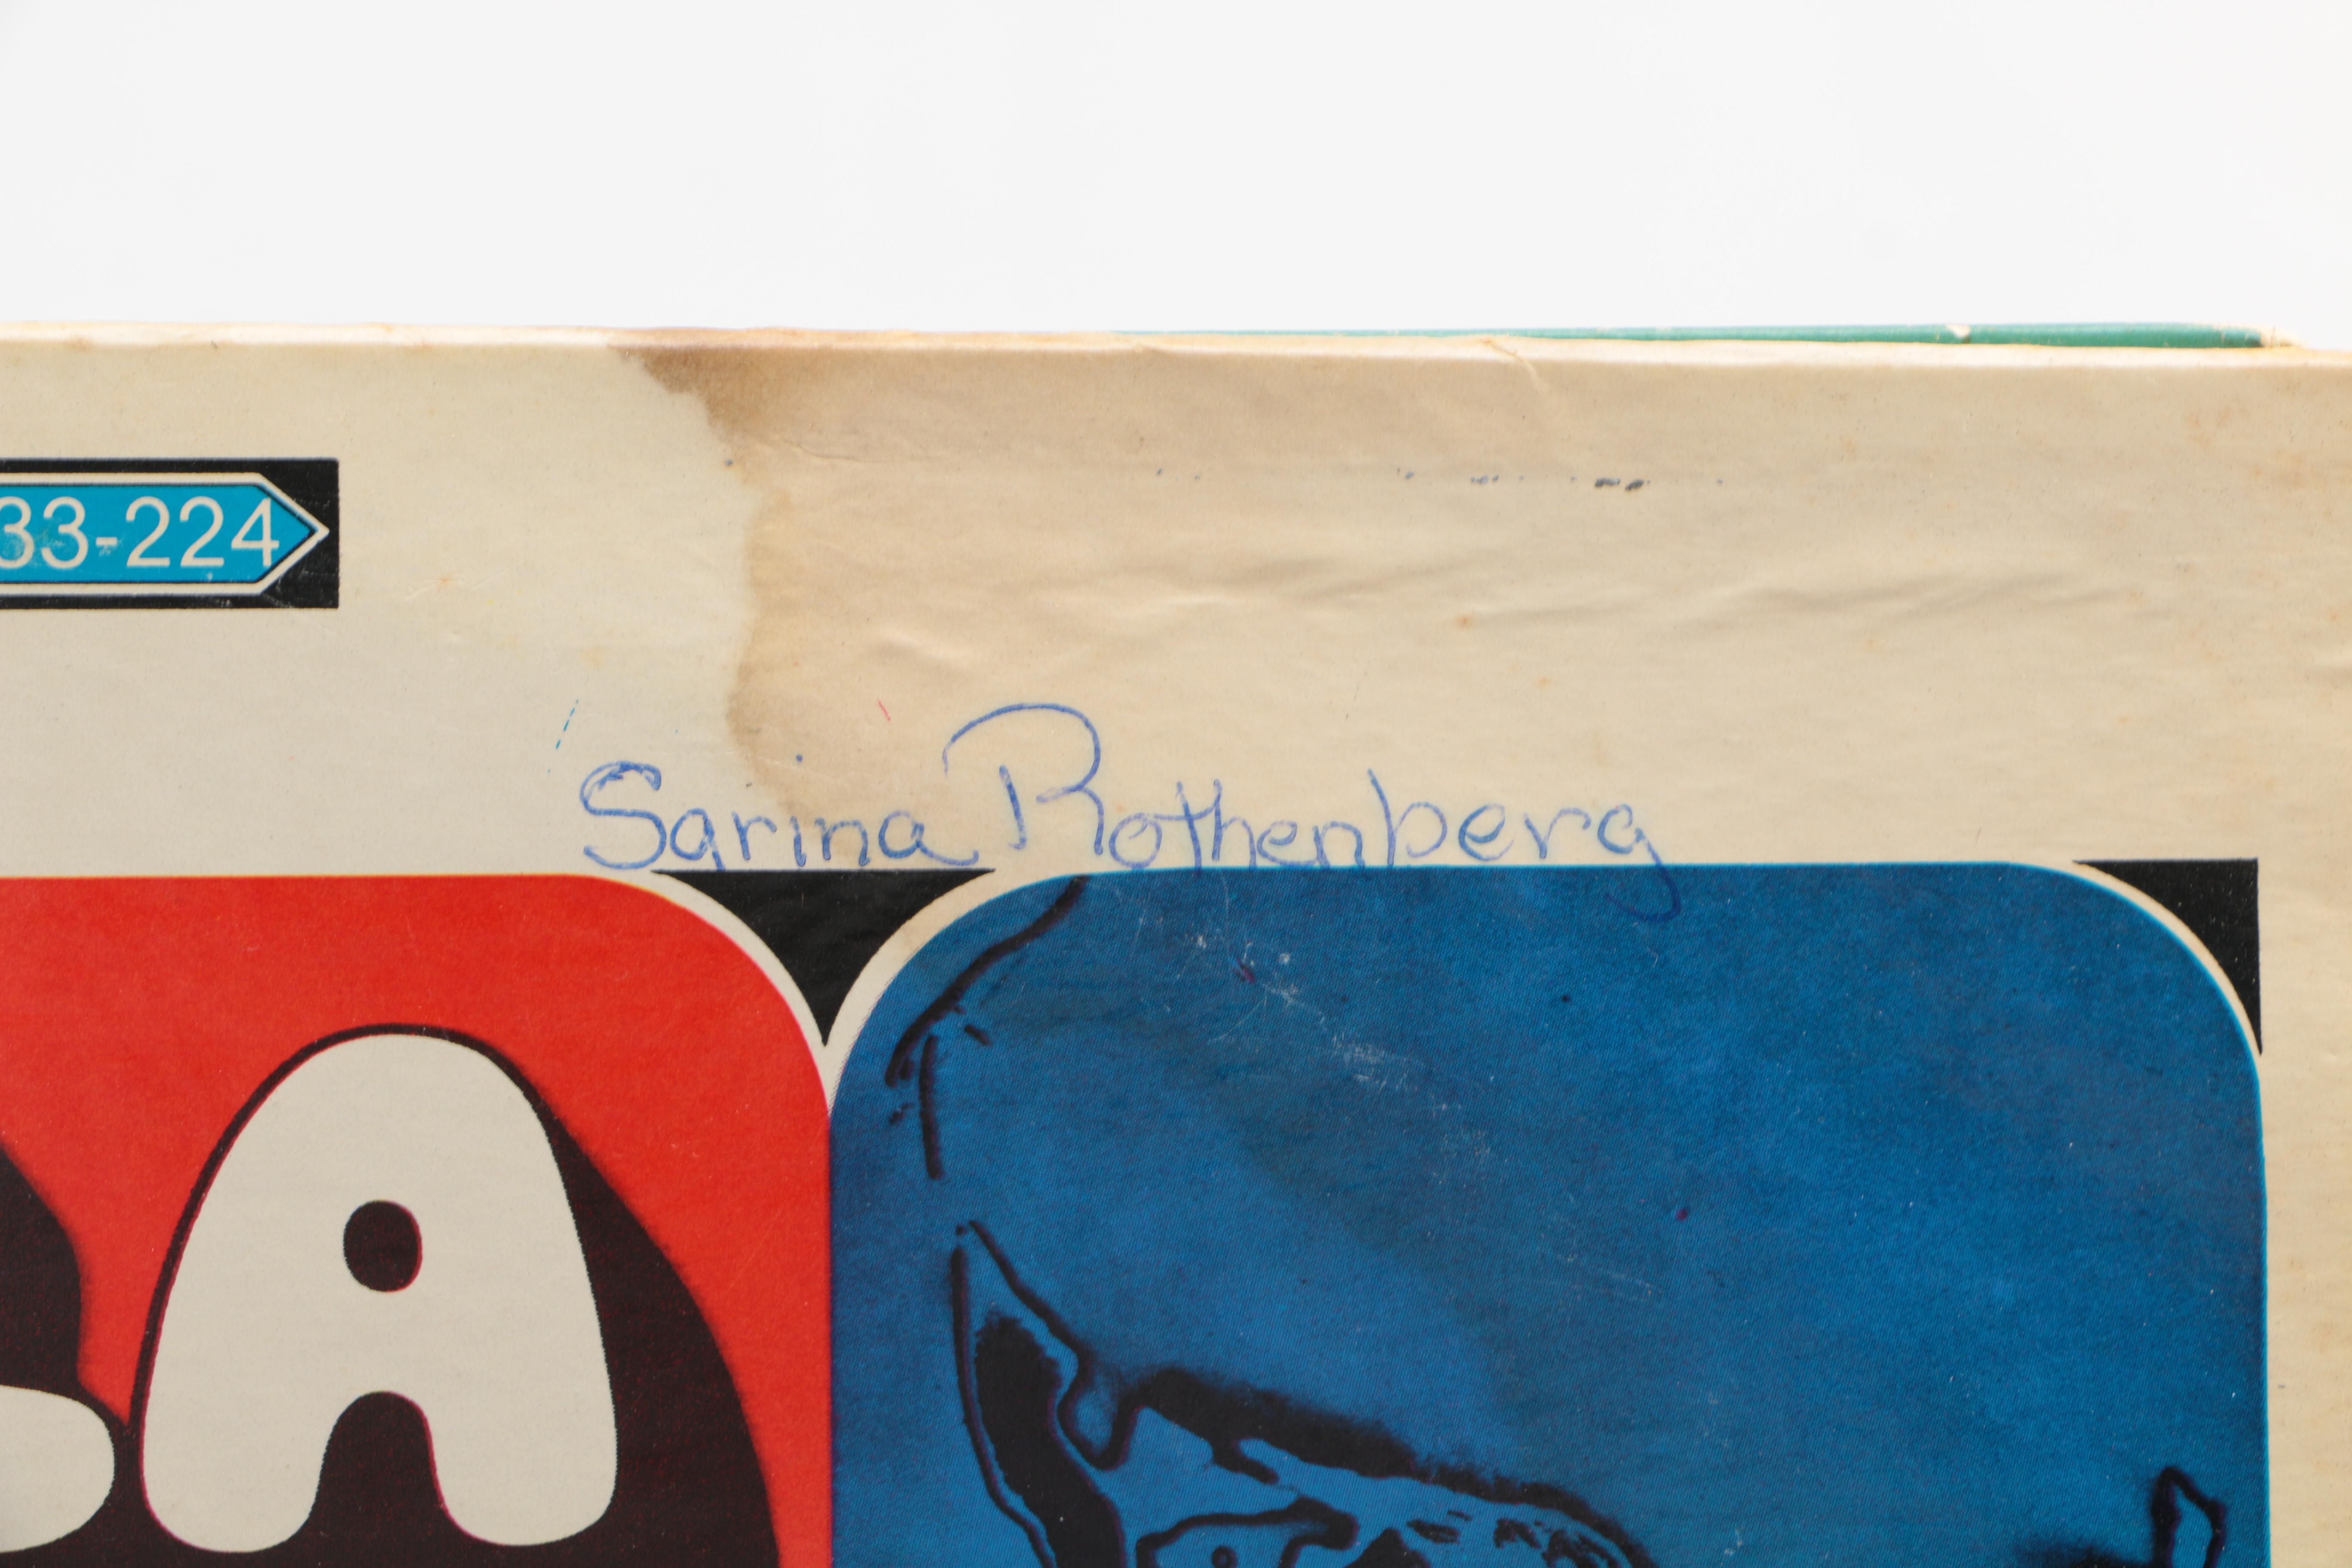 33-224
Sarina Rothenberg
A